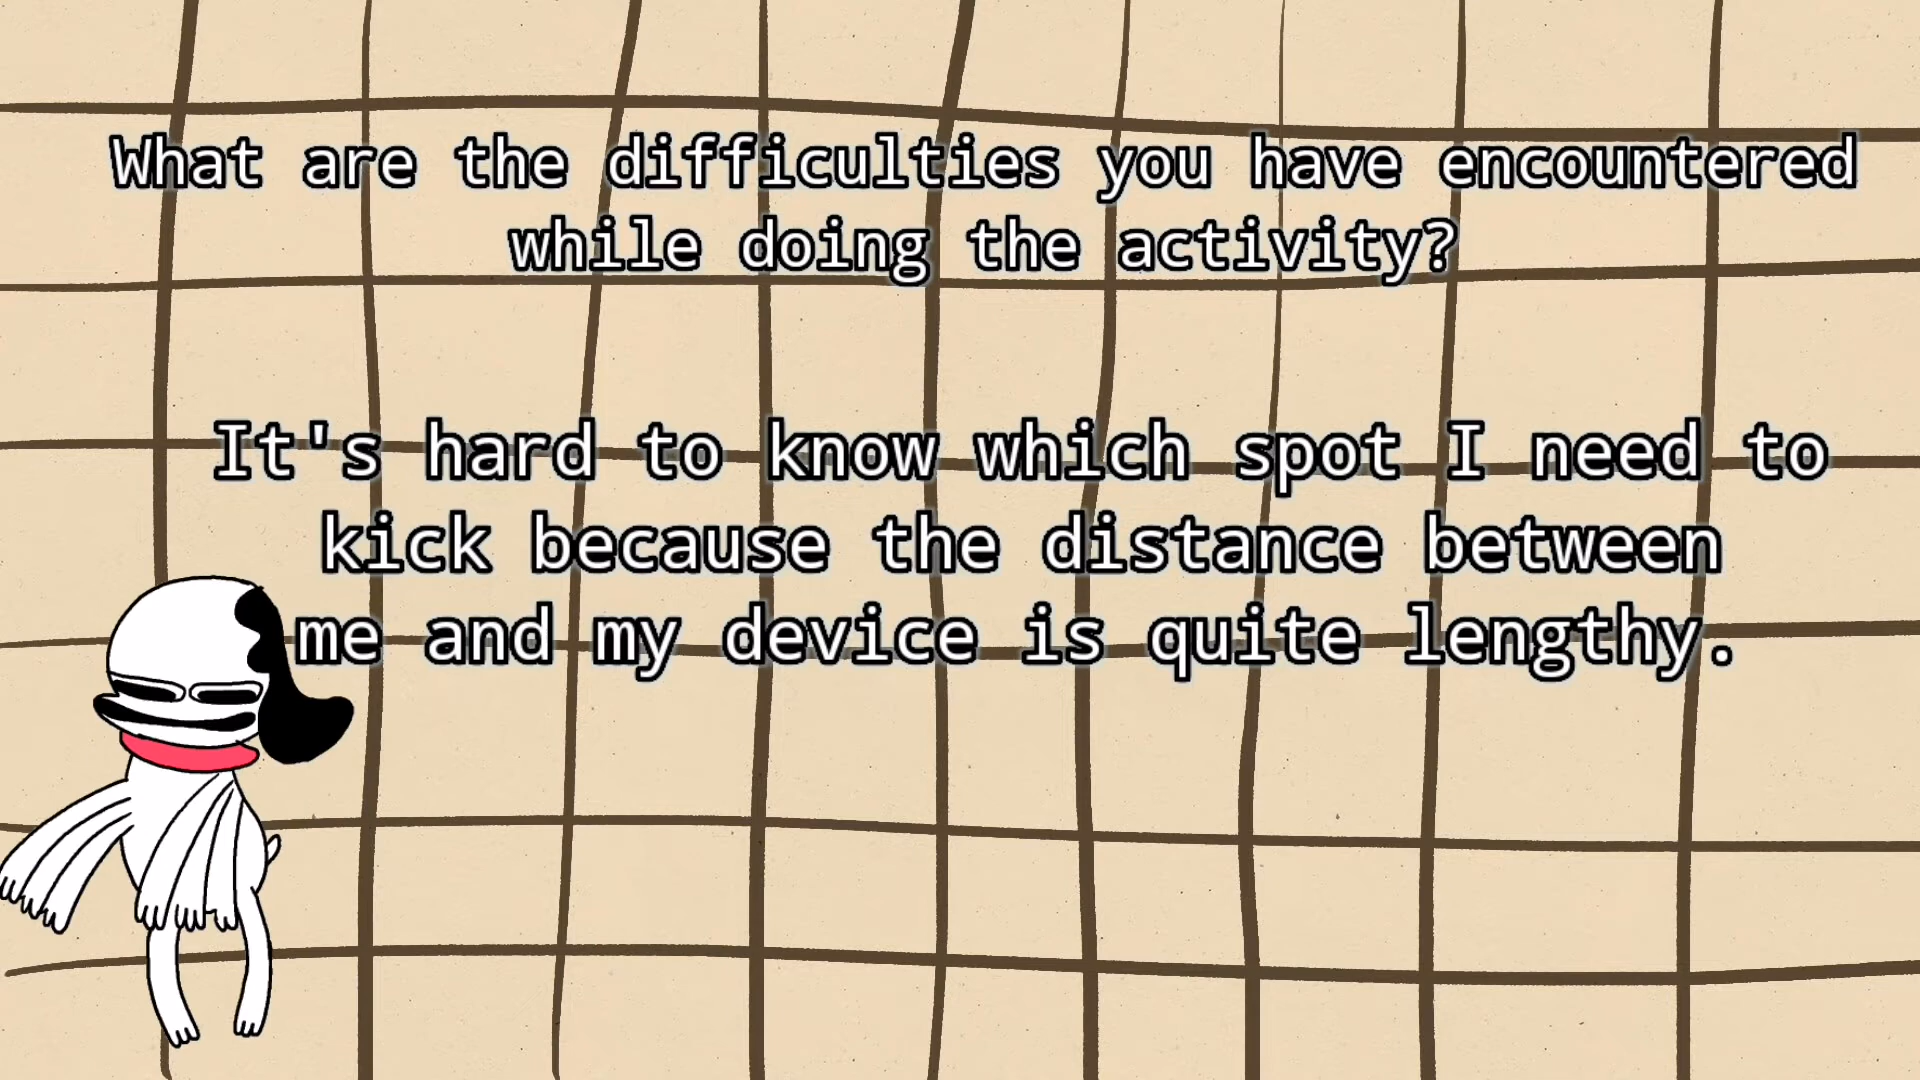 What are the difficulties you have encountered
while doing the activity?
It's hard to know which spot I need to
kick because the distance between
me and my device is quite lengthy.